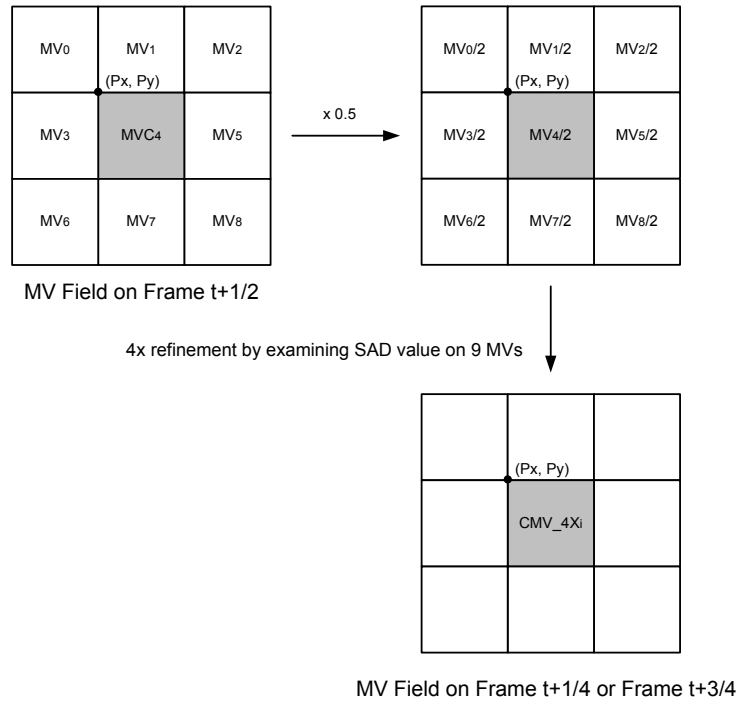 MV0 MV1 MV2
(Px, Py)
MV3 MVC4 MV5
MV6 MV7 MV8
MV Field on Frame t+1/2
x 0.5
MV0/2 MV1/2 MV2/2
(Px, Py)
MV3/2 MV4/2 MV5/2
MV6/2 MV7/2 MV8/2
4x refinement by examining SAD value on 9 MVs
(Px, Py)
CMV_4Xi
MV Field on Frame t+1/4 or Frame t+3/4